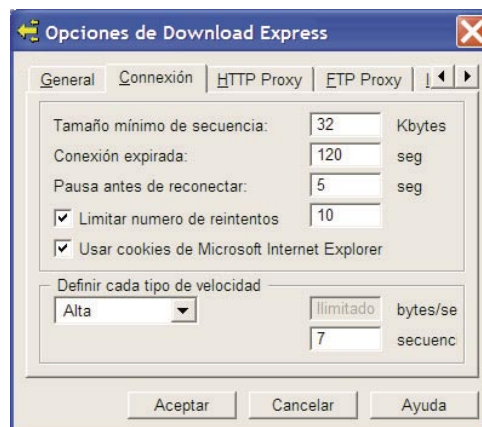 Opciones de Download Express
General Connexión HTTP Proxy FTP Proxy
Tamaño mínimo de secuencia: 32 Kbytes
Conexión expirada: 120 seg
Pausa antes de reconectar: 5 seg
Limitar numero de reintentos 10
Usar cookies de Microsoft Internet Explorer
Definir cada tipo de velocidad
Alta Ilimitado bytes/se
7 secuenc
Aceptar Cancelar Ayuda